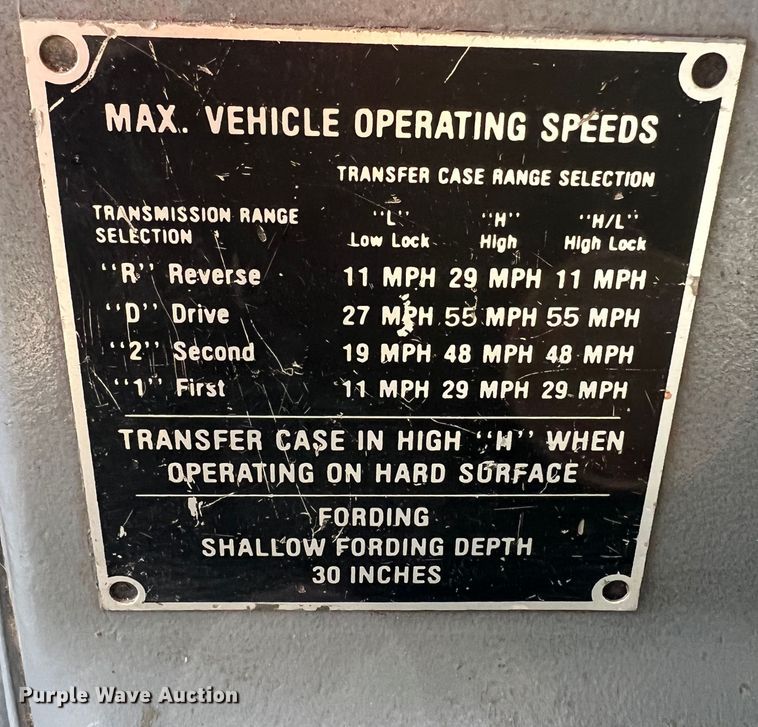 MAX. VEHICLE OPERATING SPEEDS
TRANSFER CASE RANGE SELECTION
TRANSMISSION RANGE SELECTION "L" Low Lock "H" High "H/L" High Lock
"R" Reverse 11 MPH 29 MPH 11 MPH
"D" Drive 27 MPH 55 MPH 55 MPH
"2" Second 19 MPH 48 MPH 48 MPH
"1" First 11 MPH 29 MPH 29 MPH
TRANSFER CASE IN HIGH "H" WHEN
OPERATING ON HARD SURFACE
FORDING
SHALLOW FORDING DEPTH
30 INCHES
Purple Wave Auction